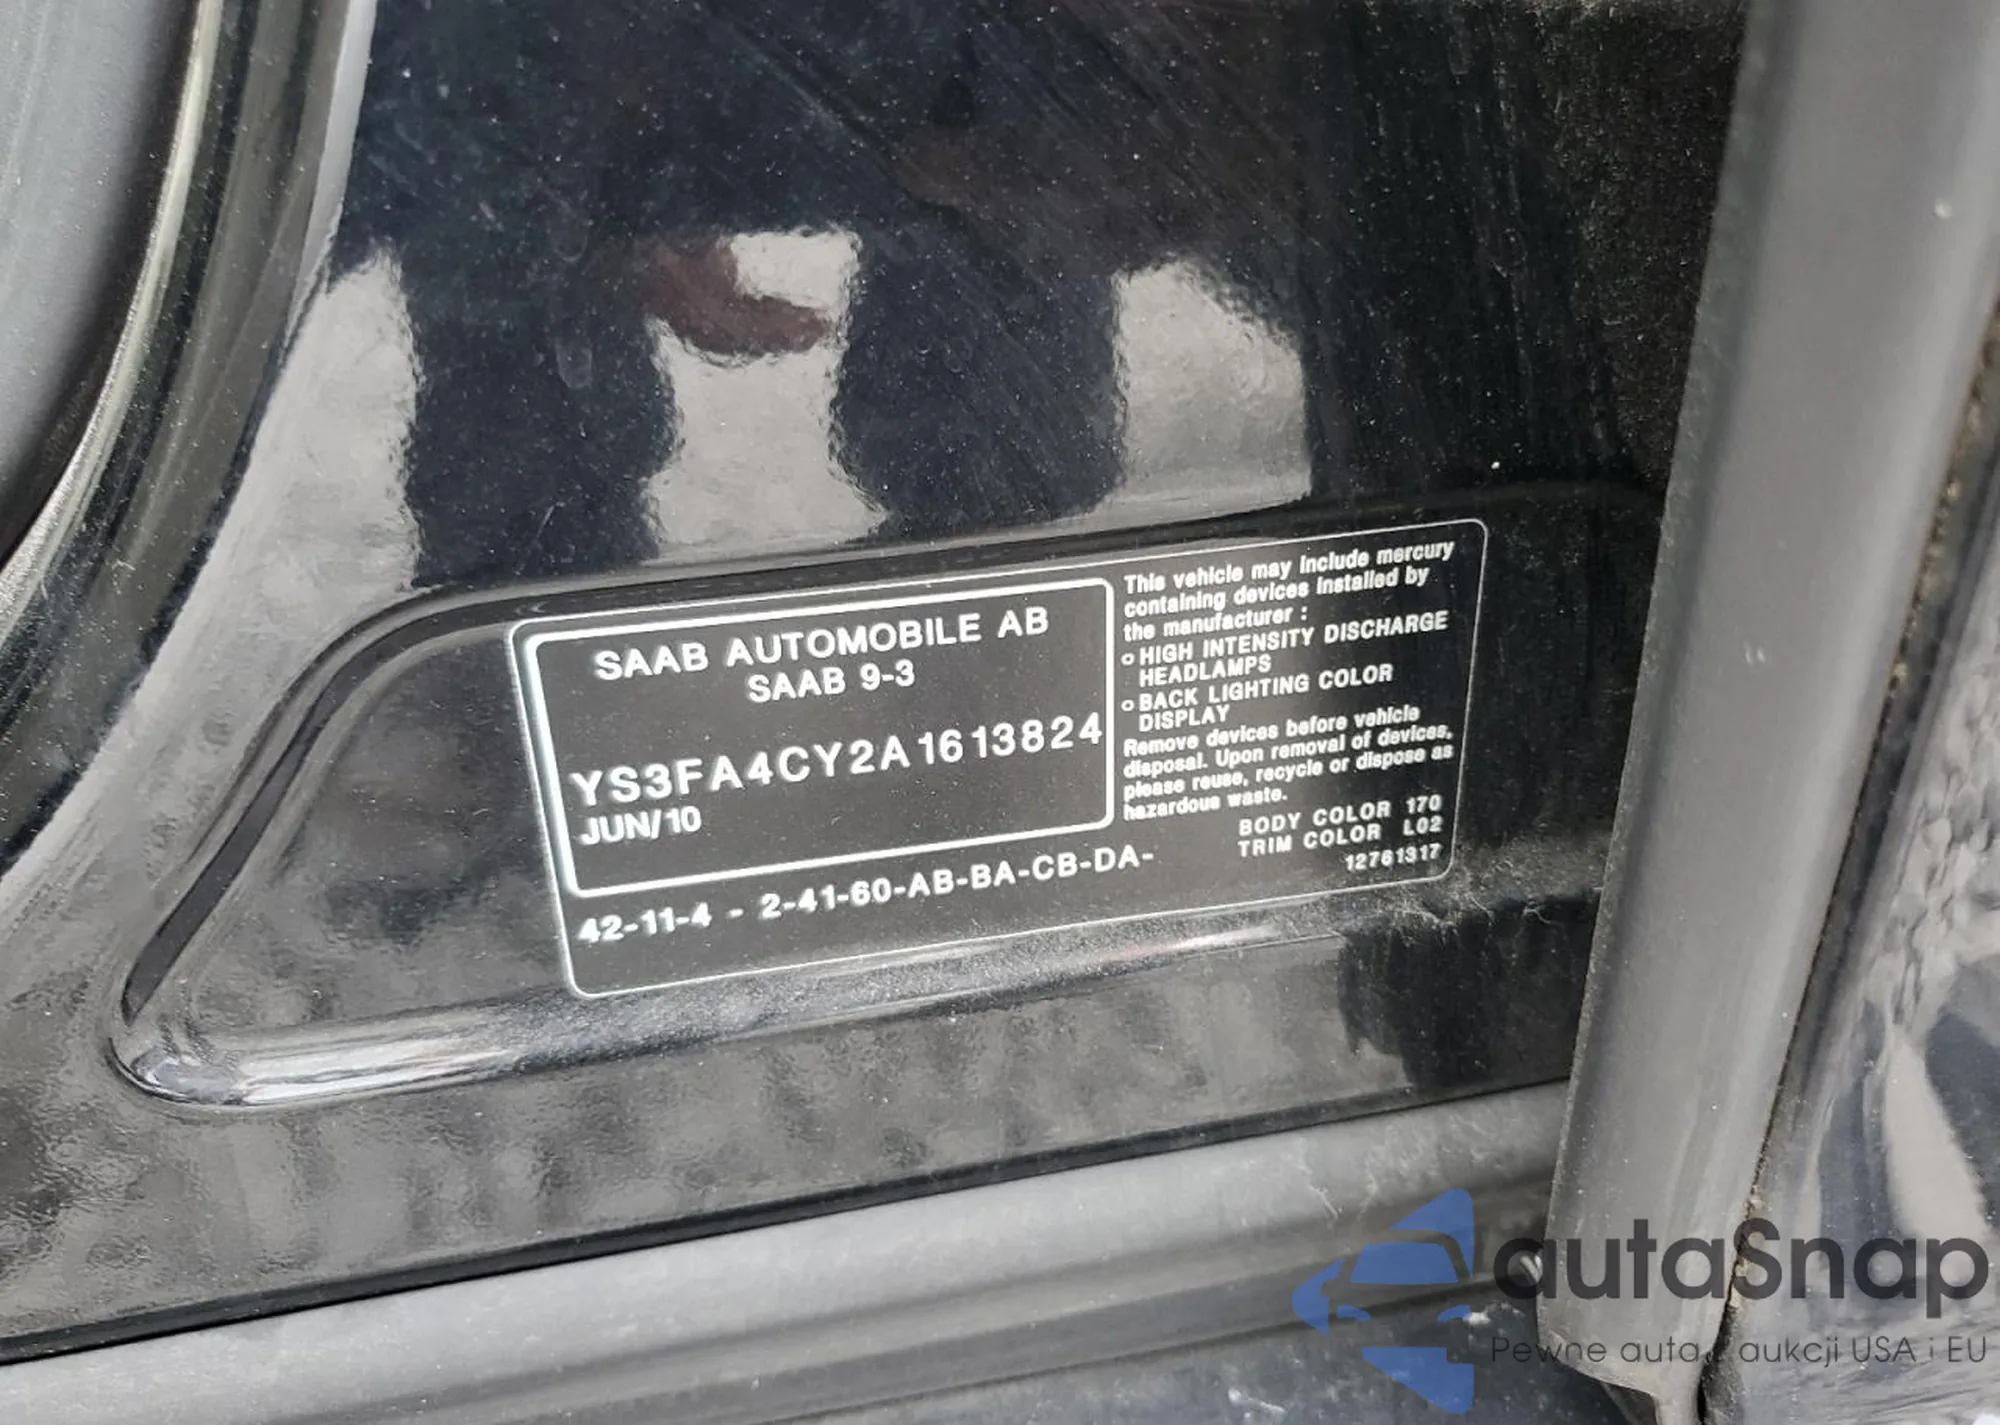 SAAB AUTOMOBILE AB
SAAB 9-3
YS3FA4CY2A1613824
JUN/10
42-11-4 - 2-41-60-AB-BA-CB-DA-
This vehicle may include mercury
containing devices installed by
the manufacturer :
o HIGH INTENSITY DISCHARGE
HEADLAMPS
o BACK LIGHTING COLOR
DISPLAY
Remove devices before vehicle
disposal. Upon removal of devices,
please reuse, recycle or dispose as
hazardous waste.
BODY COLOR 170
TRIM COLOR L02
12761317
autaSnap
Pewne auta z aukcji USA i EU